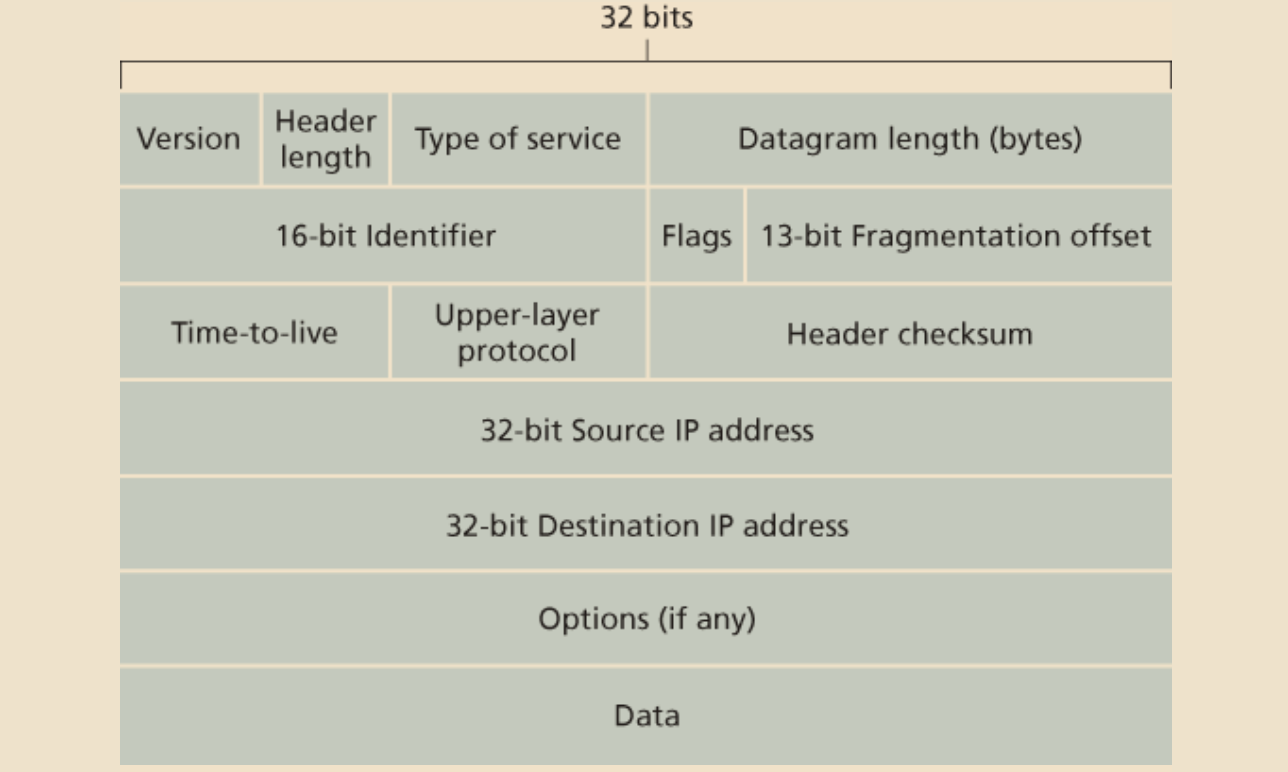 32 bits
Version
Header
length
Type of service
Datagram length (bytes)
16-bit Identifier
Flags
13-bit Fragmentation offset
Time-to-live
Upper-layer
protocol
Header checksum
32-bit Source IP address
32-bit Destination IP address
Options (if any)
Data